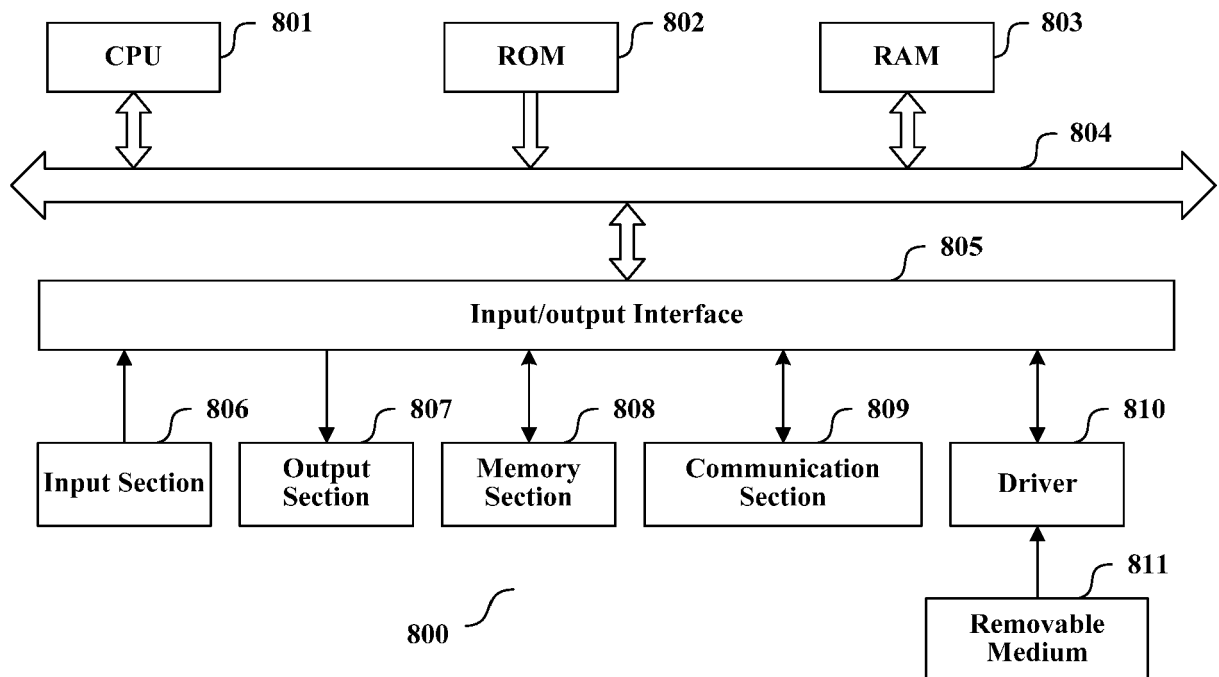 801
802
803
CPU
ROM
RAM
804
805
Input/output Interface
806
807
808
809
810
Input Section
Output
Section
Memory
Section
Communication
Section
Driver
811
800
Removable
Medium